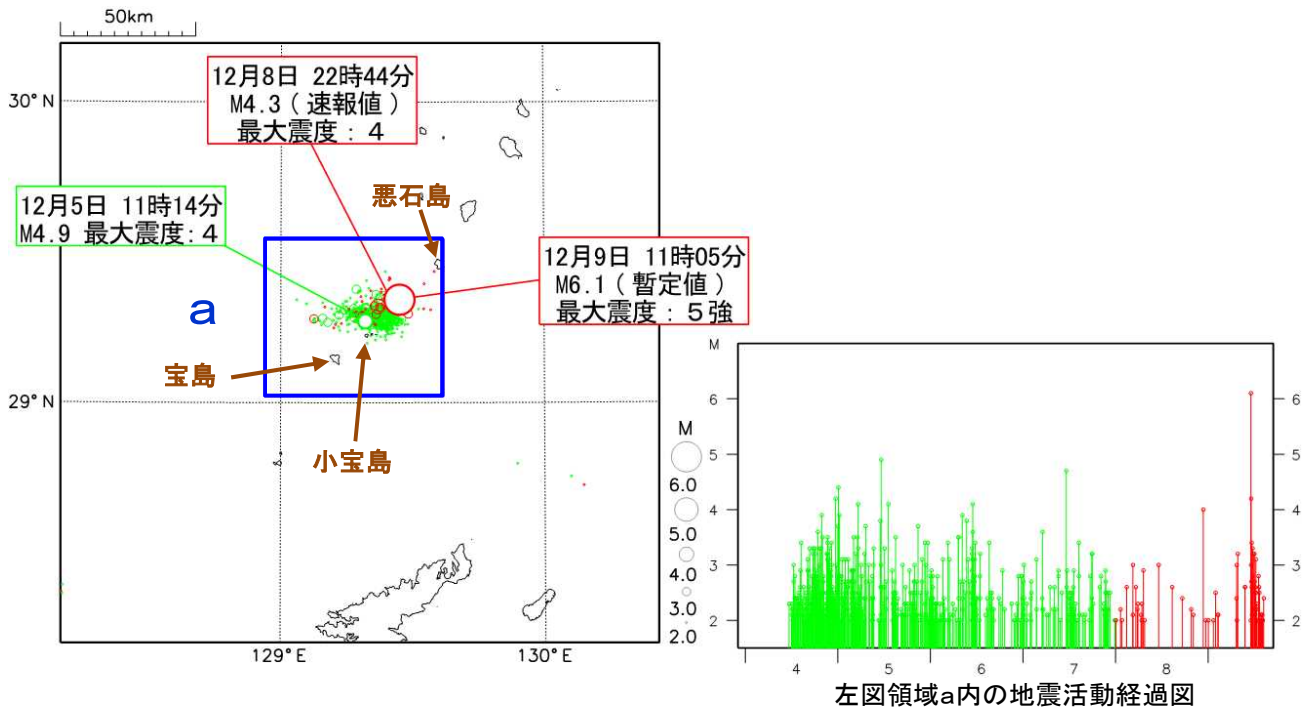 50km
30°N
29°N
129°E
130°E
12月8日 22時44分
M4.3（速報値）
最大震度：4
12月5日 11時14分
M4.9 最大震度：4
悪石島
12月9日 11時05分
M6.1（暫定値）
最大震度：５強
a
宝島
小宝島
M
6.0
5.0
4.0
3.0
2.0
M
6
5
4
3
2
6
5
4
3
2
4 5 6 7 8
左図領域a内の地震活動経過図